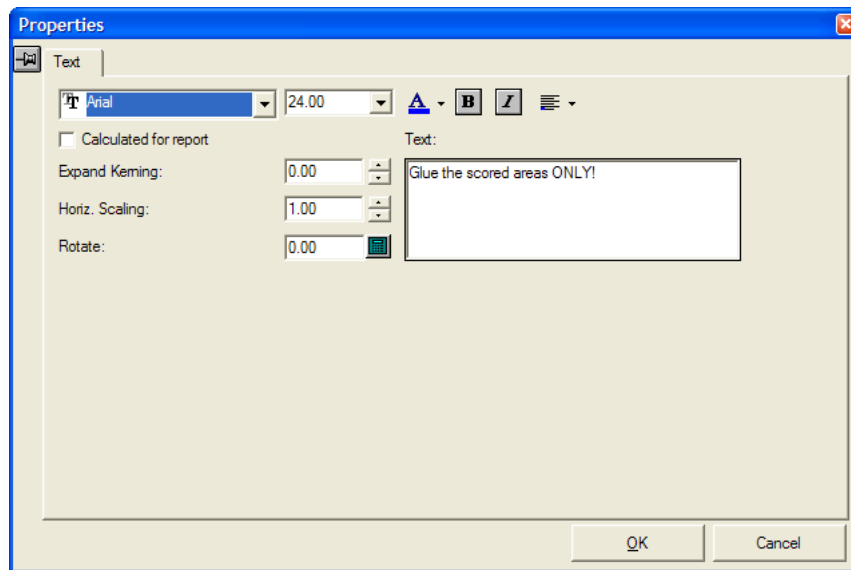 Properties
Text
Arial 24.00 A B I
Calculated for report Text:
Expand Kerning: 0.00 Glue the scored areas ONLY!
Horiz. Scaling: 1.00
Rotate: 0.00
OK Cancel